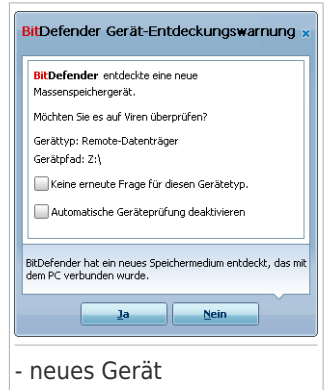 BitDefender Gerät-Entdeckungswarnung x
BitDefender entdeckte eine neue
Massenspeichergerät.
Möchten Sie es auf Viren überprüfen?
Gerättyp: Remote-Datenträger
Gerätpfad: Z:\
Keine erneute Frage für diesen Gerätetyp.
Automatische Geräteprüfung deaktivieren
BitDefender hat ein neues Speichermedium entdeckt, das mit
dem PC verbunden wurde.
Ja Nein
- neues Gerät